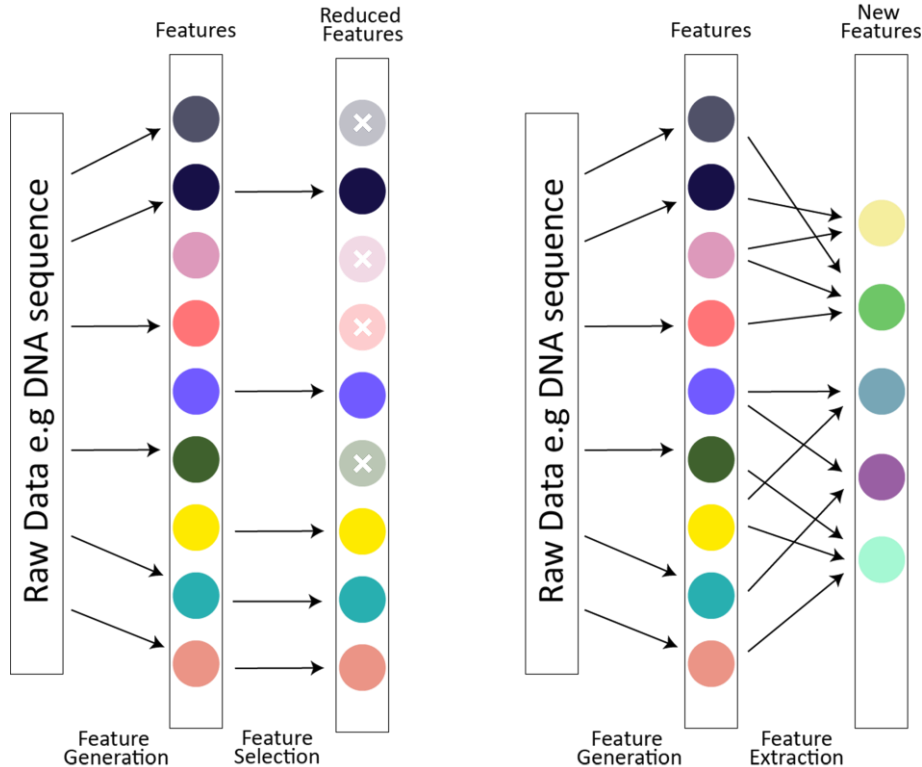 Features
Reduced
Features
Raw Data e.g DNA sequence
Feature
Generation
Feature
Selection
Features
New
Features
Raw Data e.g DNA sequence
Feature
Generation
Feature
Extraction